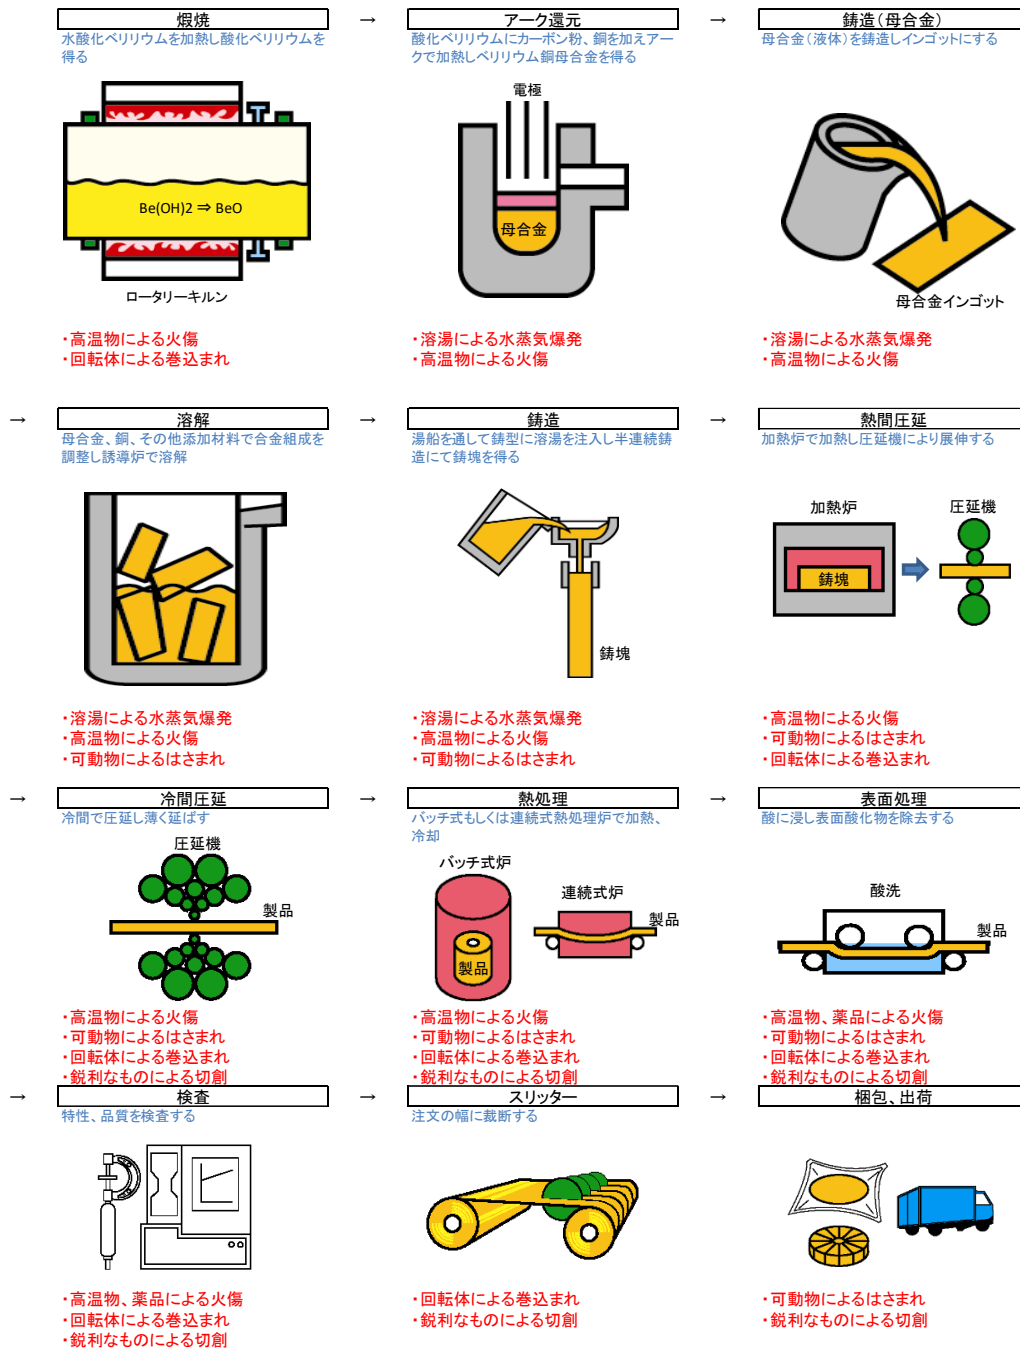 煆焼
→
アーク還元
→
鋳造(母合金)
水酸化ベリリウムを加熱し酸化ベリリウムを
得る
酸化ベリリウムにカーボン粉、銅を加えアー
クで加熱しベリリウム銅母合金を得る
母合金(液体)を鋳造しインゴットにする
電極
Be(OH)2 ⇒ BeO
母合金
ロータリーキルン
母合金インゴット
・高温物による火傷
・回転体による巻込まれ
・溶湯による水蒸気爆発
・高温物による火傷
・溶湯による水蒸気爆発
・高温物による火傷
→
溶解
→
鋳造
→
熱間圧延
母合金、銅、その他添加材料で合金組成を
調整し誘導炉で溶解
湯船を通して鋳型に溶湯を注入し半連続鋳
造にて鋳塊を得る
加熱炉で加熱し圧延機により展伸する
加熱炉
圧延機
鋳塊
鋳塊
・溶湯による水蒸気爆発
・高温物による火傷
・可動物によるはさまれ
・溶湯による水蒸気爆発
・高温物による火傷
・可動物によるはさまれ
・高温物による火傷
・可動物によるはさまれ
・回転体による巻込まれ
→
冷間圧延
→
熱処理
→
表面処理
冷間で圧延し薄く延ばす
バッチ式もしくは連続式熱処理炉で加熱、
冷却
酸に浸し表面酸化物を除去する
圧延機
製品
バッチ式炉
連続式炉
製品
製品
酸洗
製品
・高温物による火傷
・可動物によるはさまれ
・回転体による巻込まれ
・鋭利なものによる切創
・高温物による火傷
・可動物によるはさまれ
・回転体による巻込まれ
・鋭利なものによる切創
・高温物、薬品による火傷
・可動物によるはさまれ
・回転体による巻込まれ
・鋭利なものによる切創
→
検査
→
スリッター
→
梱包、出荷
特性、品質を検査する
注文の幅に裁断する
・高温物、薬品による火傷
・回転体による巻込まれ
・鋭利なものによる切創
・回転体による巻込まれ
・鋭利なものによる切創
・可動物によるはさまれ
・鋭利なものによる切創